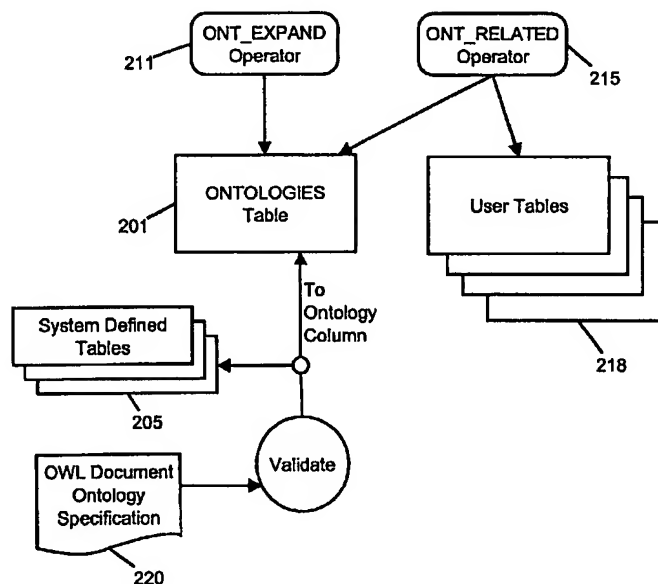 ONT_EXPAND
Operator
211
ONT_RELATED
Operator
215
ONTOLOGIES
Table
201
User Tables
218
To
Ontology
Column
System Defined
Tables
205
Validate
OWL Document
Ontology
Specification
220